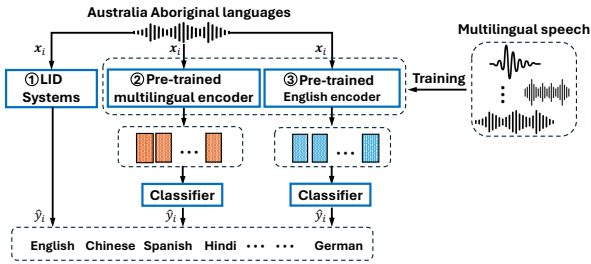 Australia Aboriginal languages
Multilingual speech
x_i x_i x_i
①LID Systems
②Pre-trained multilingual encoder
③Pre-trained English encoder
Training
... ...
Classifier Classifier
ŷ_i ŷ_i ŷ_i
English Chinese Spanish Hindi ... ... German